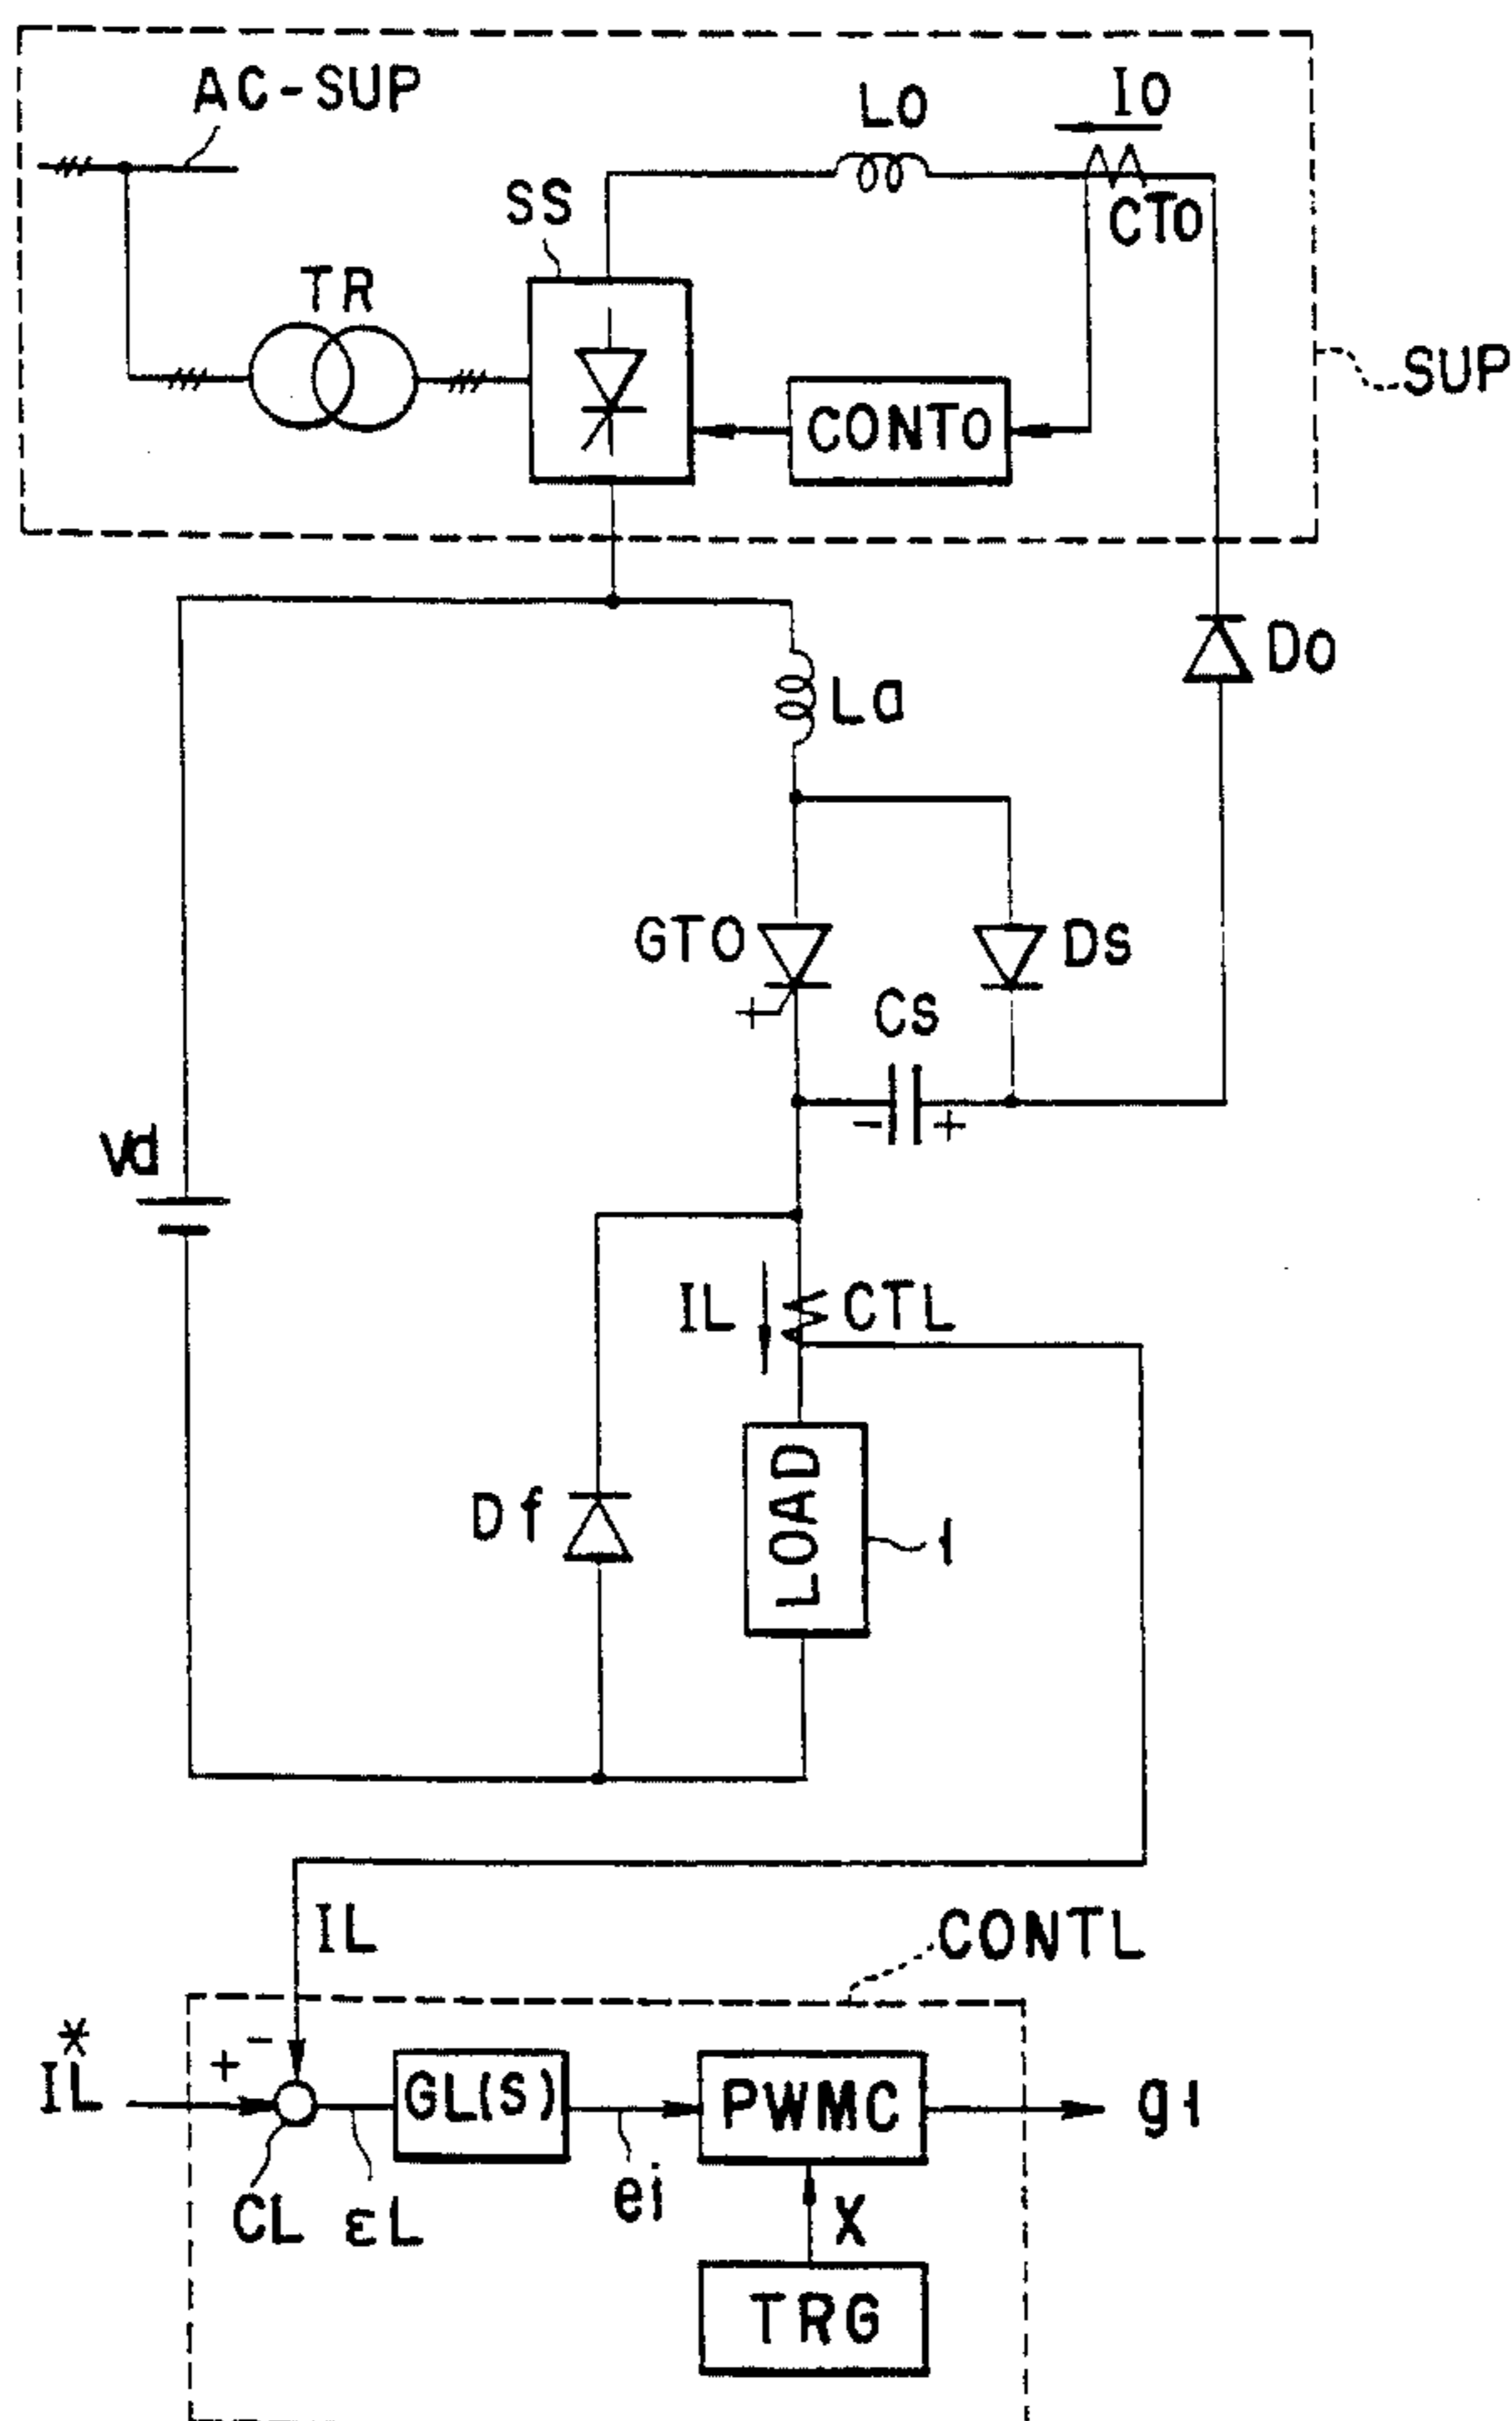 AC-SUP
Lo
Io
SS
CTo
TR
SUP
CONTo
Do
La
GTO
Ds
Cs
- +
Vd
IL
CTL
Df
LOAD
1
IL
CONTL
*
IL
+ -
GL(S)
PWMC
g1
CL
εL
ei
X
TRG